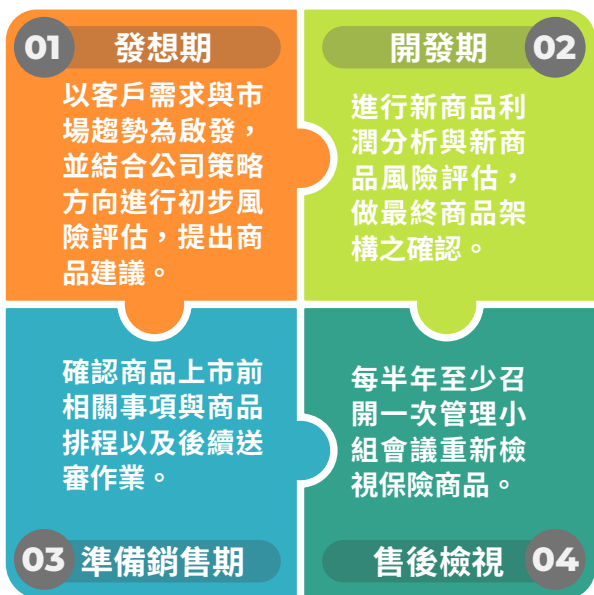 01 發想期
以客戶需求與市
場趨勢為啟發，
並結合公司策略
方向進行初步風
險評估，提出商
品建議。
開發期 02
進行新商品利
潤分析與新商
品風險評估，
做最終商品架
構之確認。
確認商品上市前
相關事項與商品
排程以及後續送
審作業。
03 準備銷售期
每半年至少召
開一次管理小
組會議重新檢
視保險商品。
售後檢視 04